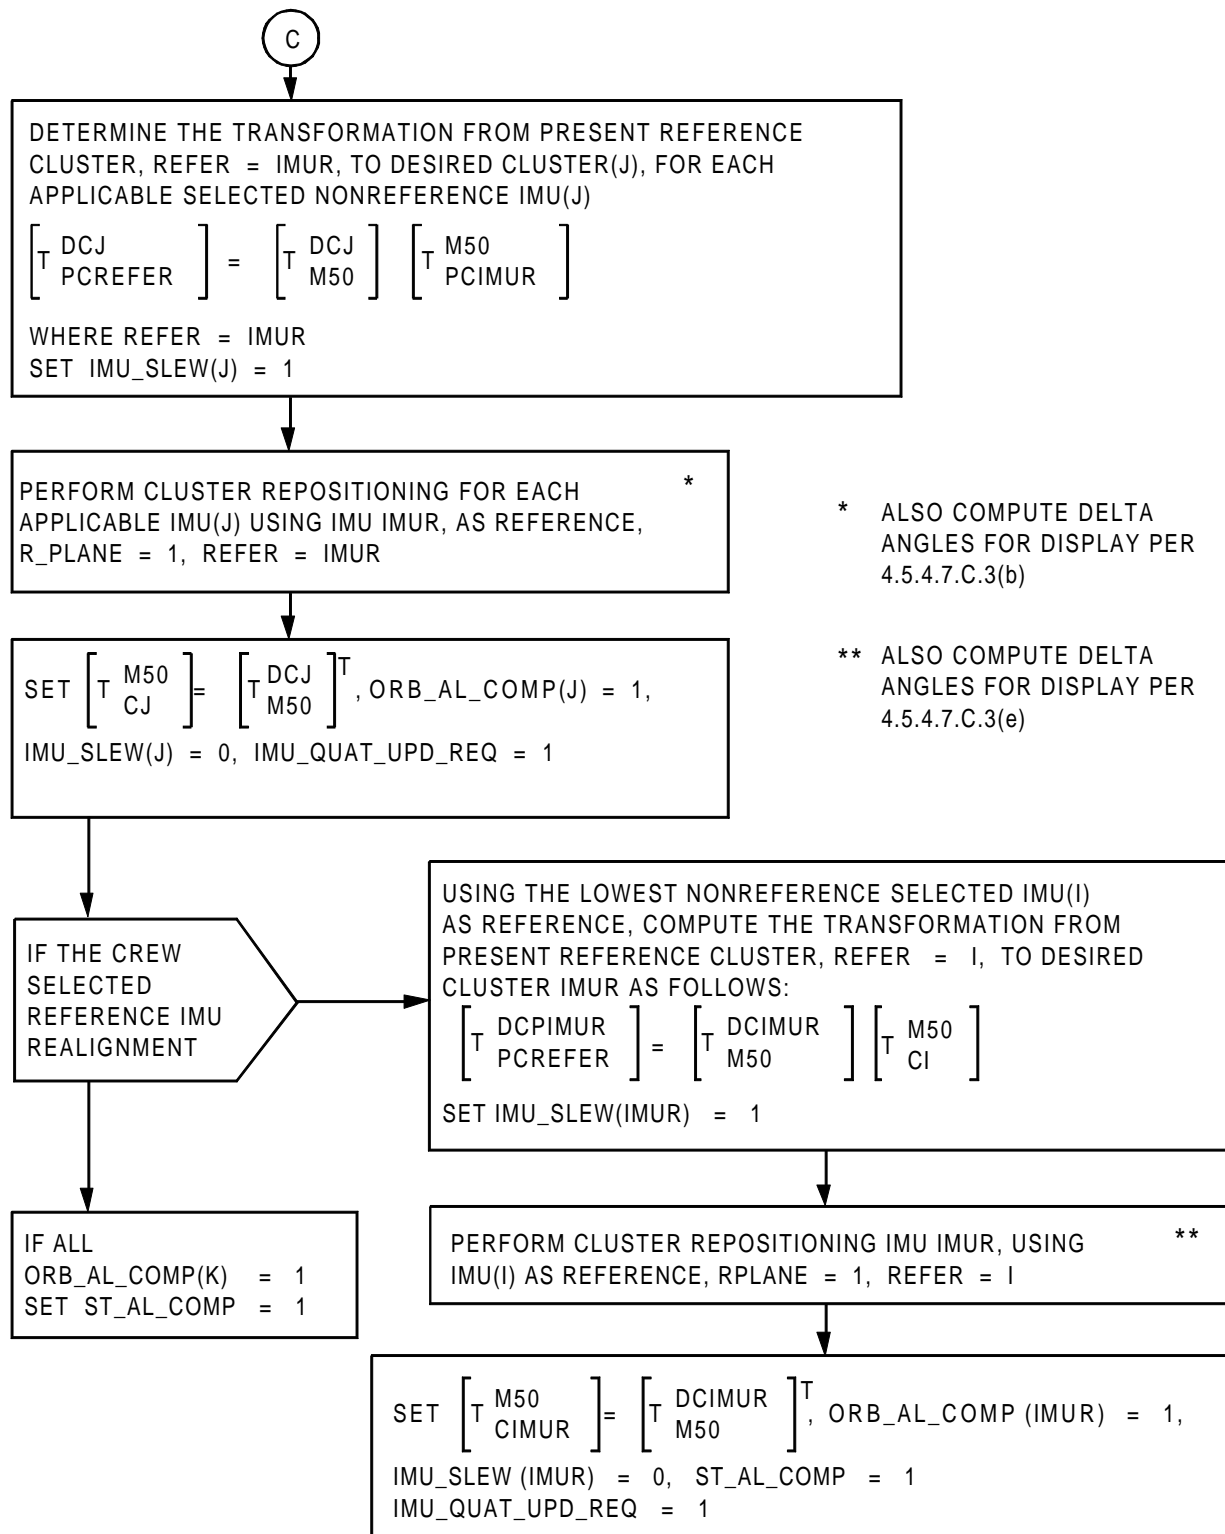 C
DETERMINE THE TRANSFORMATION FROM PRESENT REFERENCE
CLUSTER, REFER = IMUR, TO DESIRED CLUSTER(J), FOR EACH
APPLICABLE SELECTED NONREFERENCE IMU(J)
[T DCJ PCREFER] = [T DCJ M50] [T M50 PCIMUR]
WHERE REFER = IMUR
SET IMU_SLEW(J) = 1
PERFORM CLUSTER REPOSITIONING FOR EACH *
APPLICABLE IMU(J) USING IMU IMUR, AS REFERENCE,
R_PLANE = 1, REFER = IMUR
* ALSO COMPUTE DELTA
ANGLES FOR DISPLAY PER
4.5.4.7.C.3(b)
SET [T M50 CJ] = [T DCJ M50]T, ORB_AL_COMP(J) = 1,
IMU_SLEW(J) = 0, IMU_QUAT_UPD_REQ = 1
** ALSO COMPUTE DELTA
ANGLES FOR DISPLAY PER
4.5.4.7.C.3(e)
IF THE CREW
SELECTED
REFERENCE IMU
REALIGNMENT
USING THE LOWEST NONREFERENCE SELECTED IMU(I)
AS REFERENCE, COMPUTE THE TRANSFORMATION FROM
PRESENT REFERENCE CLUSTER, REFER = I, TO DESIRED
CLUSTER IMUR AS FOLLOWS:
[T DCPIMUR PCREFER] = [T DCIMUR M50] [T M50 CI]
SET IMU_SLEW(IMUR) = 1
IF ALL
ORB_AL_COMP(K) = 1
SET ST_AL_COMP = 1
PERFORM CLUSTER REPOSITIONING IMU IMUR, USING **
IMU(I) AS REFERENCE, RPLANE = 1, REFER = I
SET [T M50 CIMUR] = [T DCIMUR M50]T, ORB_AL_COMP (IMUR) = 1,
IMU_SLEW (IMUR) = 0, ST_AL_COMP = 1
IMU_QUAT_UPD_REQ = 1